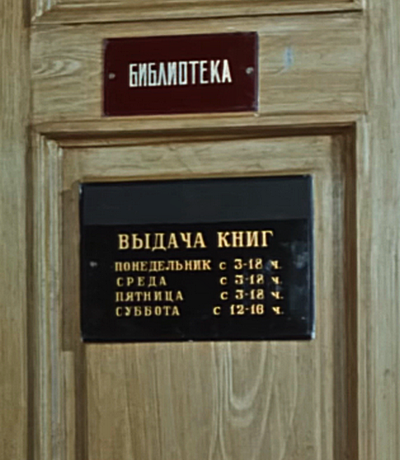 БИБЛИОТЕКА
ВЫДАЧА КНИГ
ПОНЕДЕЛЬНИК с 3-18 ч.
СРЕДА с 3-18 ч.
ПЯТНИЦА с 3-18 ч.
СУББОТА с 12-16 ч.